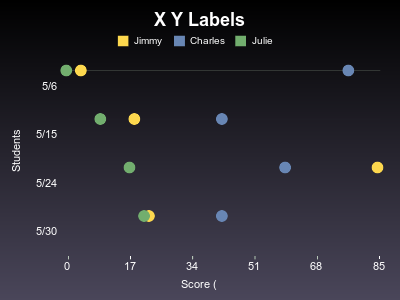 X Y Labels
Jimmy Charles Julie
5/6
5/15
5/24
5/30
Students
0 17 34 51 68 85
Score (